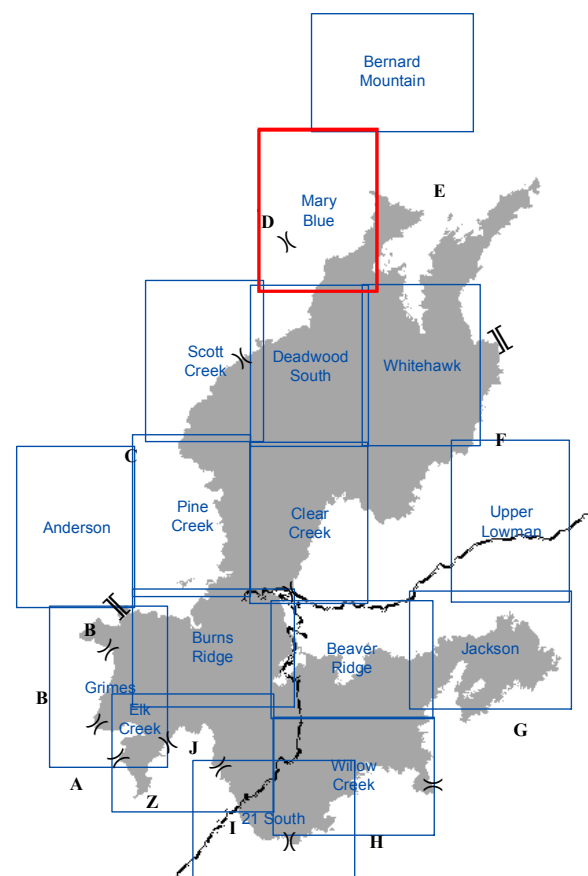 Bernard
Mountain
E
Mary
Blue
D
Scott
Creek
Deadwood
South
Whitehawk
F
C
Anderson
Pine
Creek
Clear
Creek
Upper
Lowman
B
Burns
Ridge
Beaver
Ridge
Jackson
B
Grimes
Elk
Creek
G
J
A
Z
Willow
Creek
I
21 South
H